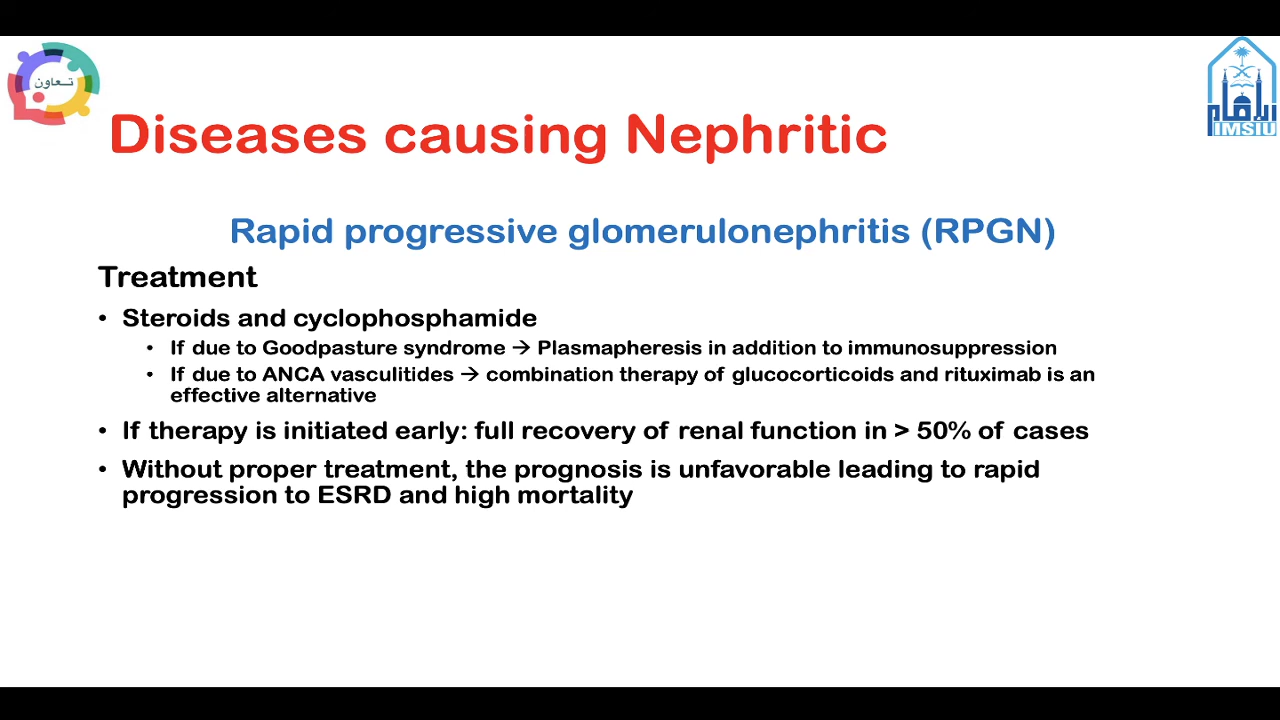 تعاون
الإمام
IMSIU
Diseases causing Nephritic
Rapid progressive glomerulonephritis (RPGN)
Treatment
• Steroids and cyclophosphamide
• If due to Goodpasture syndrome → Plasmapheresis in addition to immunosuppression
• If due to ANCA vasculitides → combination therapy of glucocorticoids and rituximab is an
effective alternative
• If therapy is initiated early: full recovery of renal function in > 50% of cases
• Without proper treatment, the prognosis is unfavorable leading to rapid
progression to ESRD and high mortality